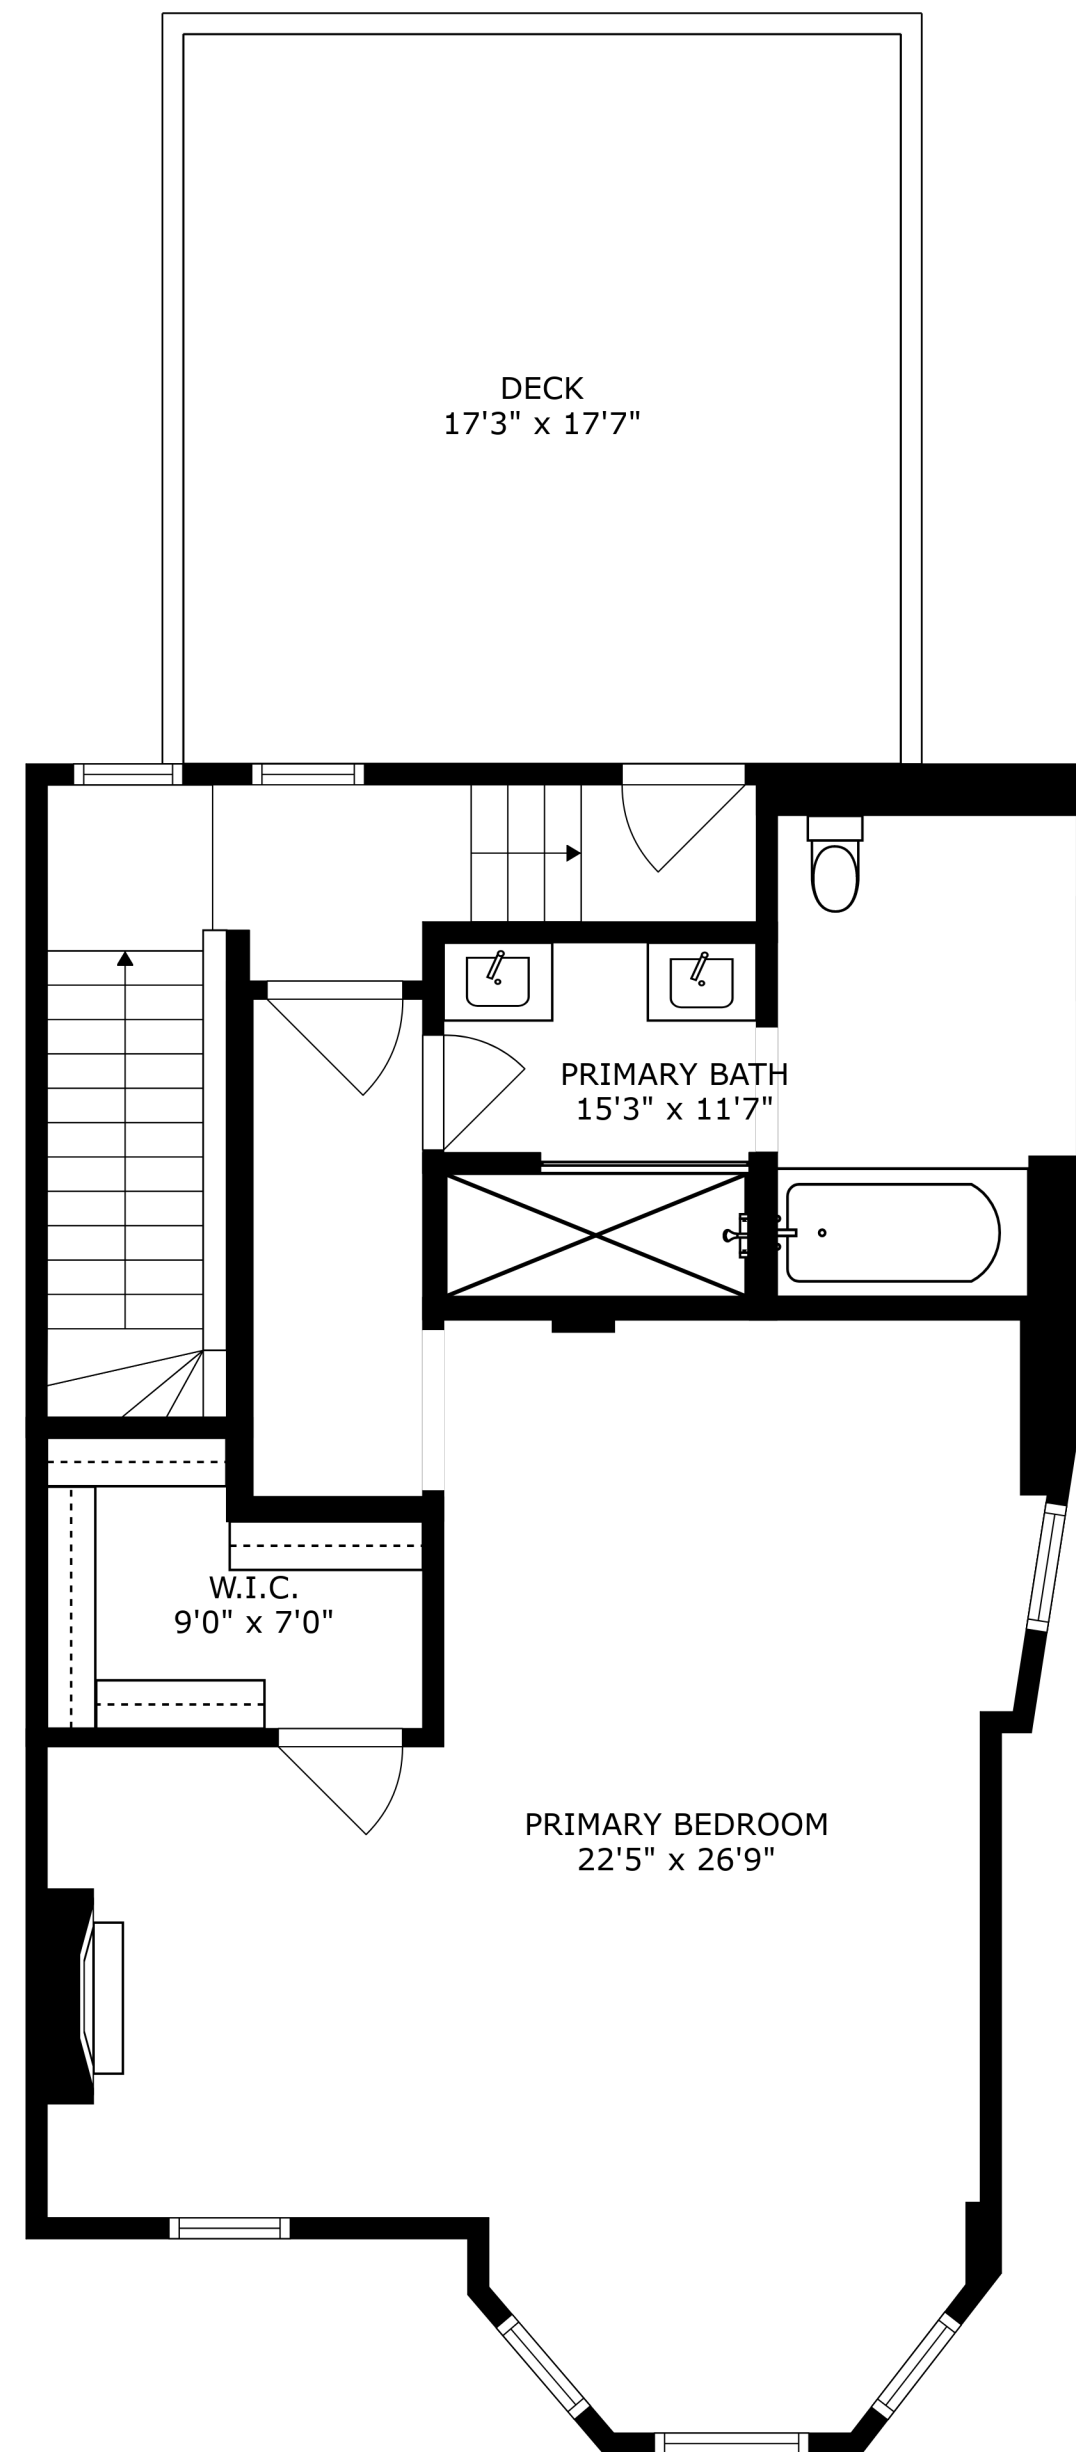 DECK
17'3" x 17'7"
PRIMARY BATH
15'3" x 11'7"
W.I.C.
9'0" x 7'0"
PRIMARY BEDROOM
22'5" x 26'9"